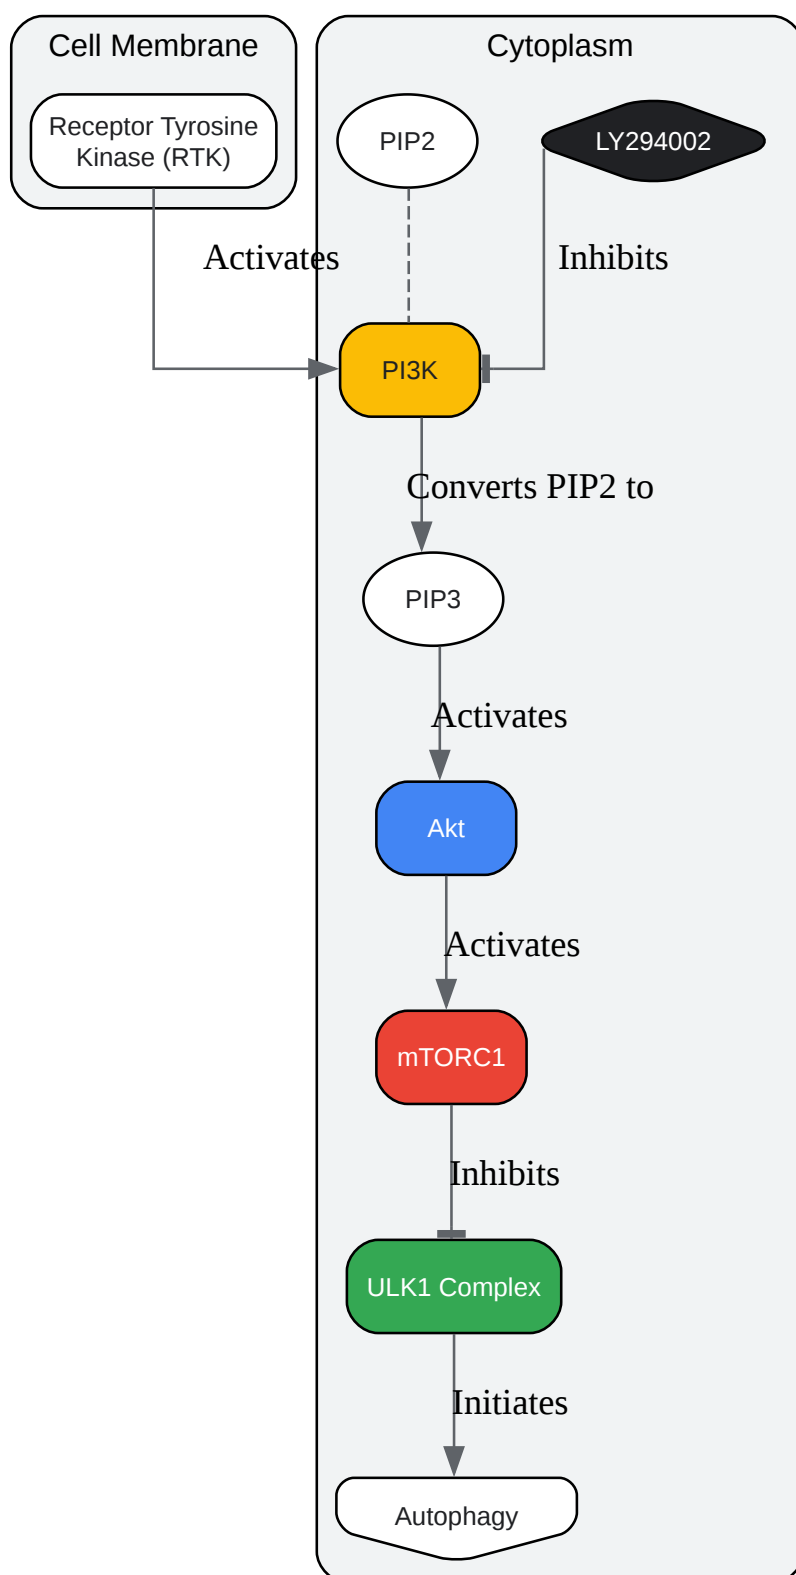 Cell Membrane
Cytoplasm
Receptor Tyrosine
Kinase (RTK)
PIP2
LY294002
Activates
Inhibits
PI3K
Converts PIP2 to
PIP3
Activates
Akt
Activates
mTORC1
Inhibits
ULK1 Complex
Initiates
Autophagy